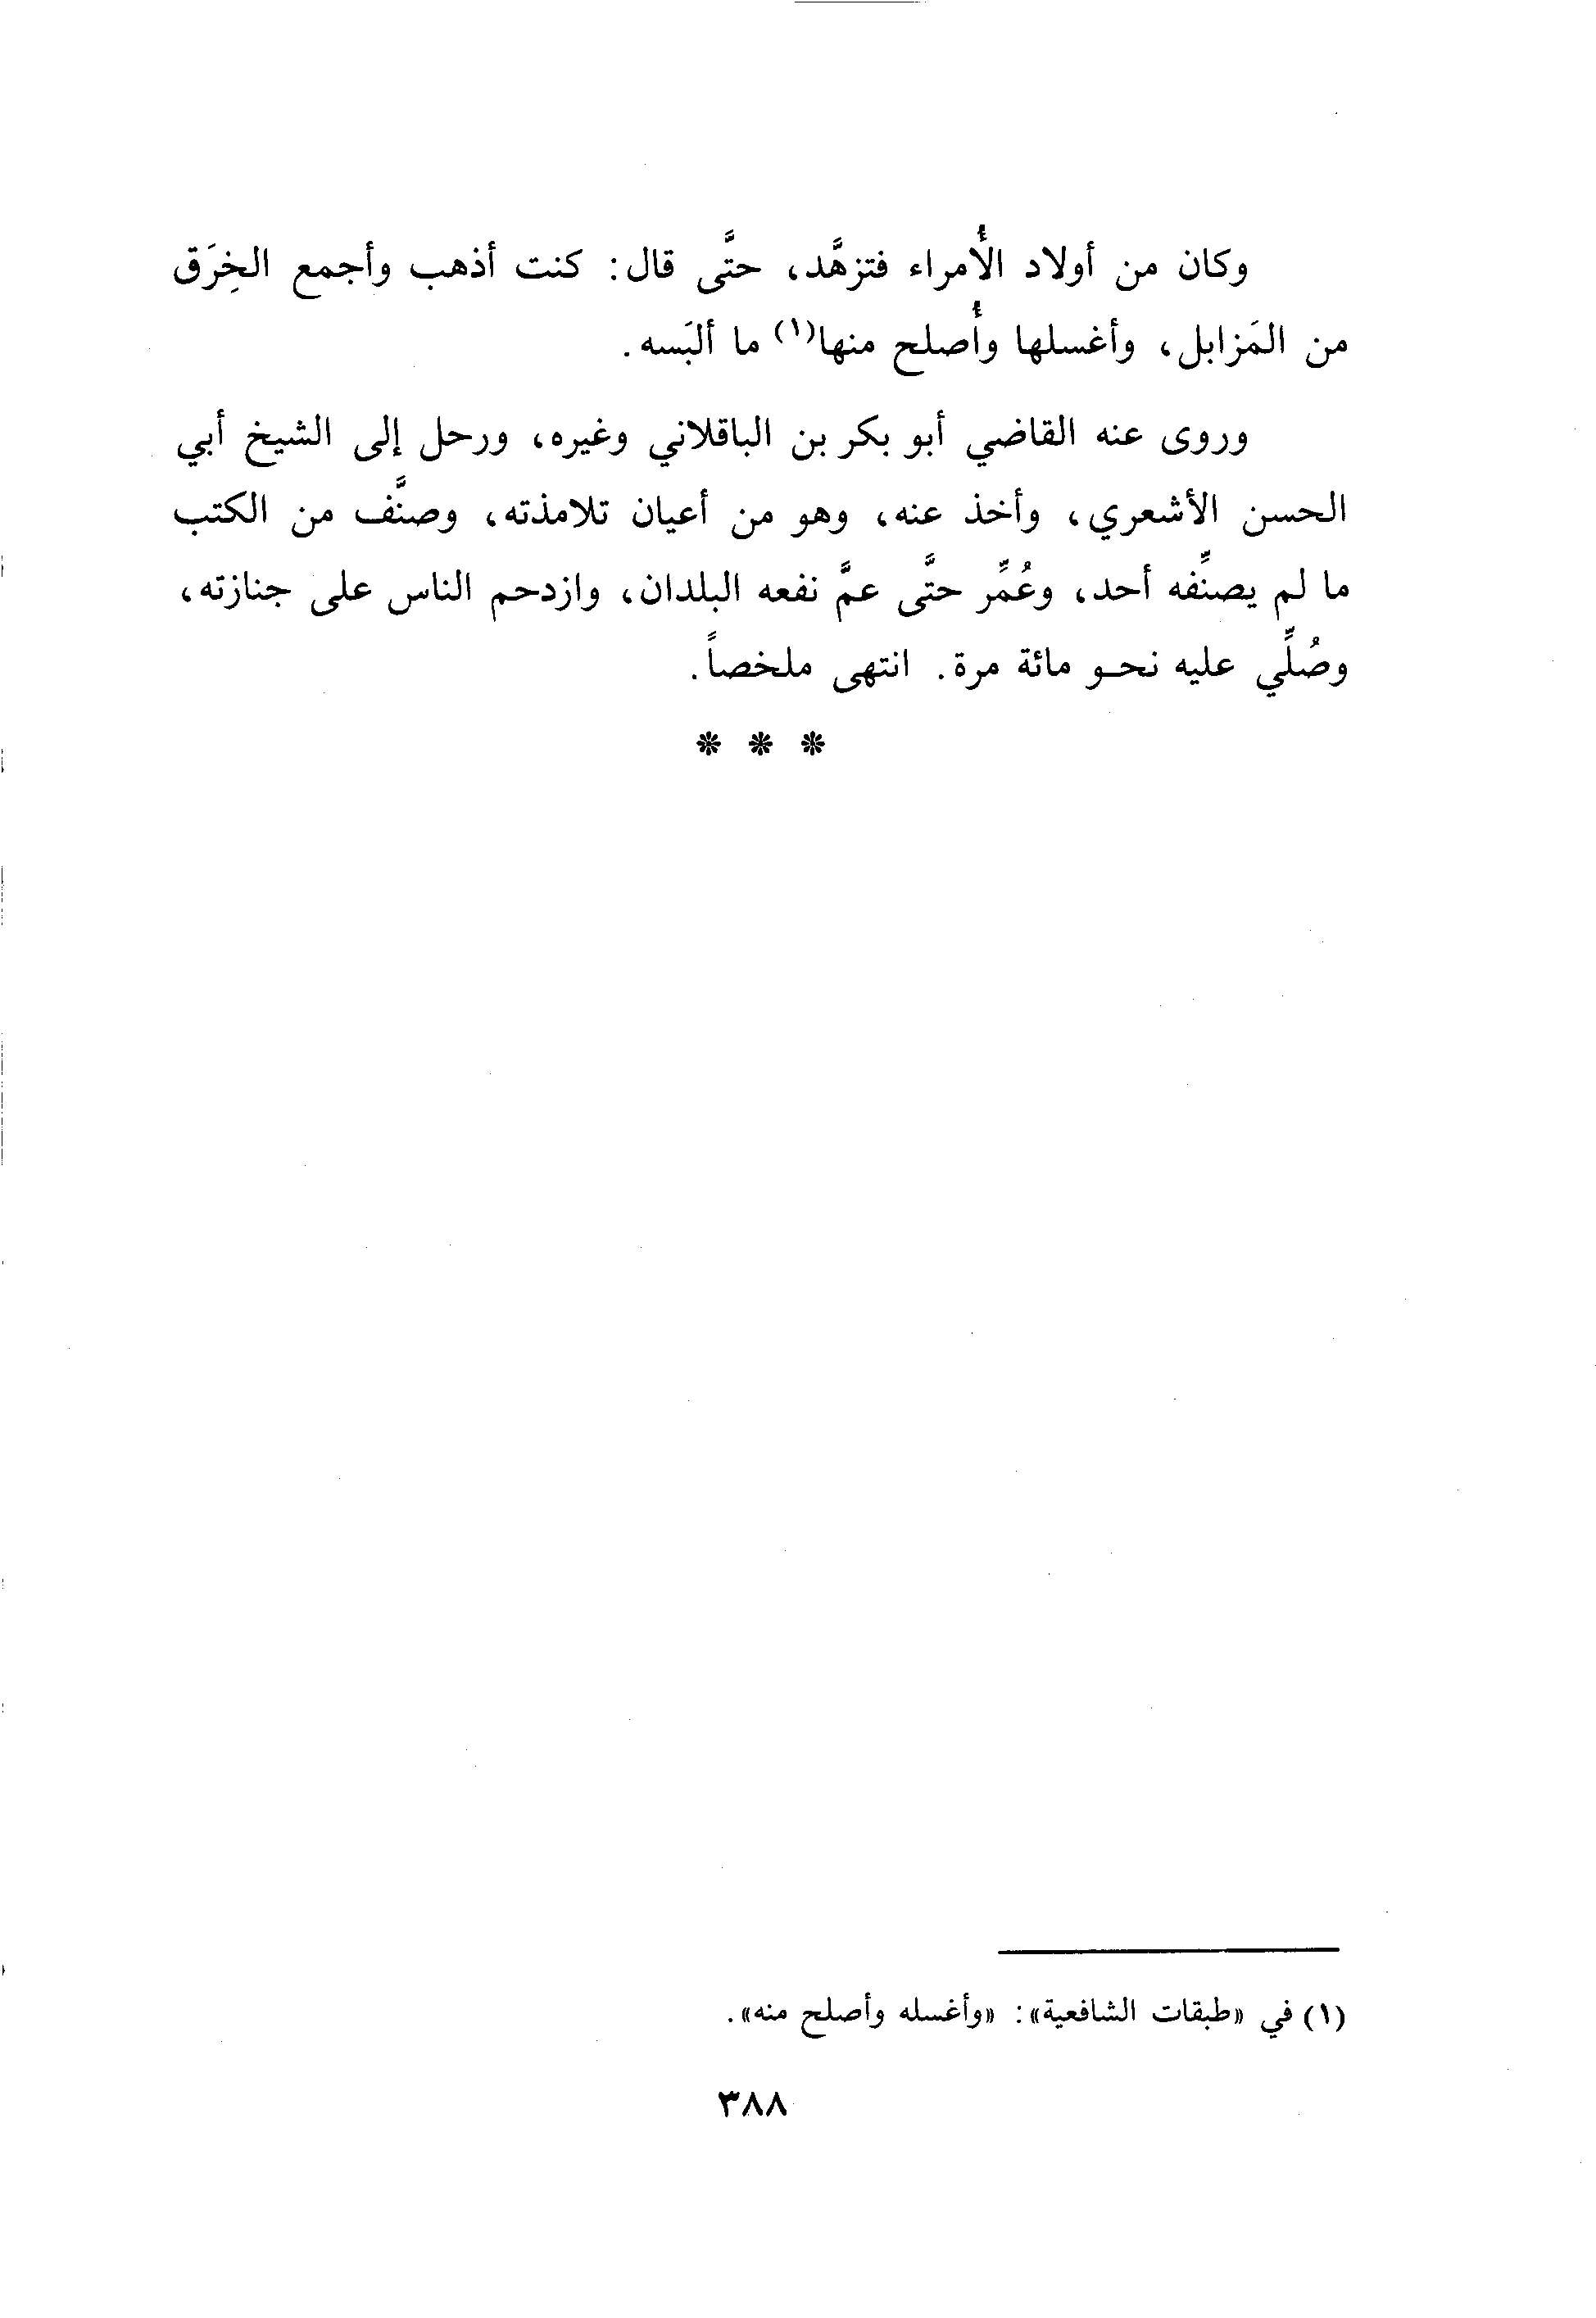 وكان من أولاد الأُمراء فتزهَّد، حتَّى قال: كنت أذهب وأجمع الخِرَق
من المَزابل، وأغسلها وأُصلح منها(١) ما ألبَسه.
وروى عنه القاضي أبو بكر بن الباقلاني وغيره، ورحل إلى الشيخ أبي
الحسن الأشعري، وأخذ عنه، وهو من أعيان تلامذته، وصنَّف من الكتب
ما لم يصنِّفه أحد، وعُمِّر حتَّى عمَّ نفعه البلدان، وازدحم الناس على جنازته،
وصُلِّي عليه نحو مائة مرة. انتهى ملخصاً.
* * *
(١) في «طبقات الشافعية»: «وأغسله وأصلح منه».
٣٨٨